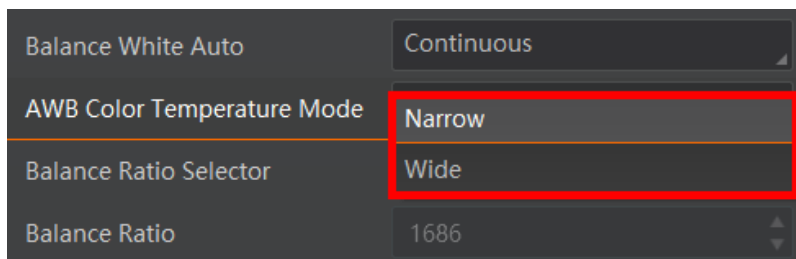 Balance White Auto Continuous
AWB Color Temperature Mode Narrow
Balance Ratio Selector Wide
Balance Ratio 1686